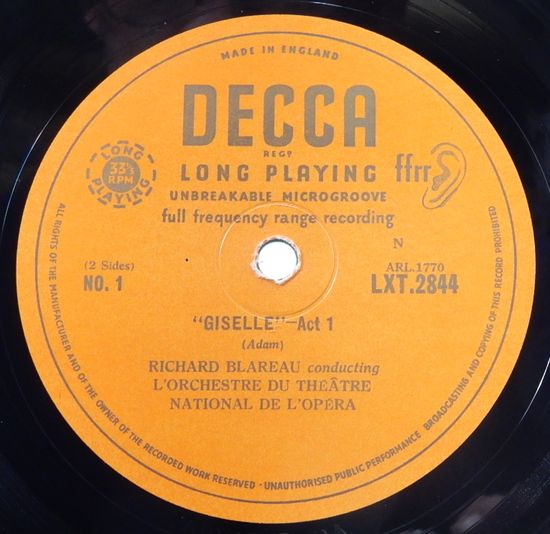 MADE IN ENGLAND
DECCA
REGD
LONG PLAYING
33⅓
RPM
LONG PLAYING
ffrr
UNBREAKABLE MICROGROOVE
full frequency range recording
N
(2 Sides)
NO. 1
ARL.1770
LXT.2844
"GISELLE"—Act 1
(Adam)
RICHARD BLAREAU conducting
L'ORCHESTRE DU THÉÂTRE
NATIONAL DE L'OPÉRA
ALL RIGHTS OF THE MANUFACTURER AND OF THE OWNER OF THE RECORDED WORK RESERVED · UNAUTHORISED PUBLIC PERFORMANCE BROADCASTING AND COPYING OF THIS RECORD PROHIBITED